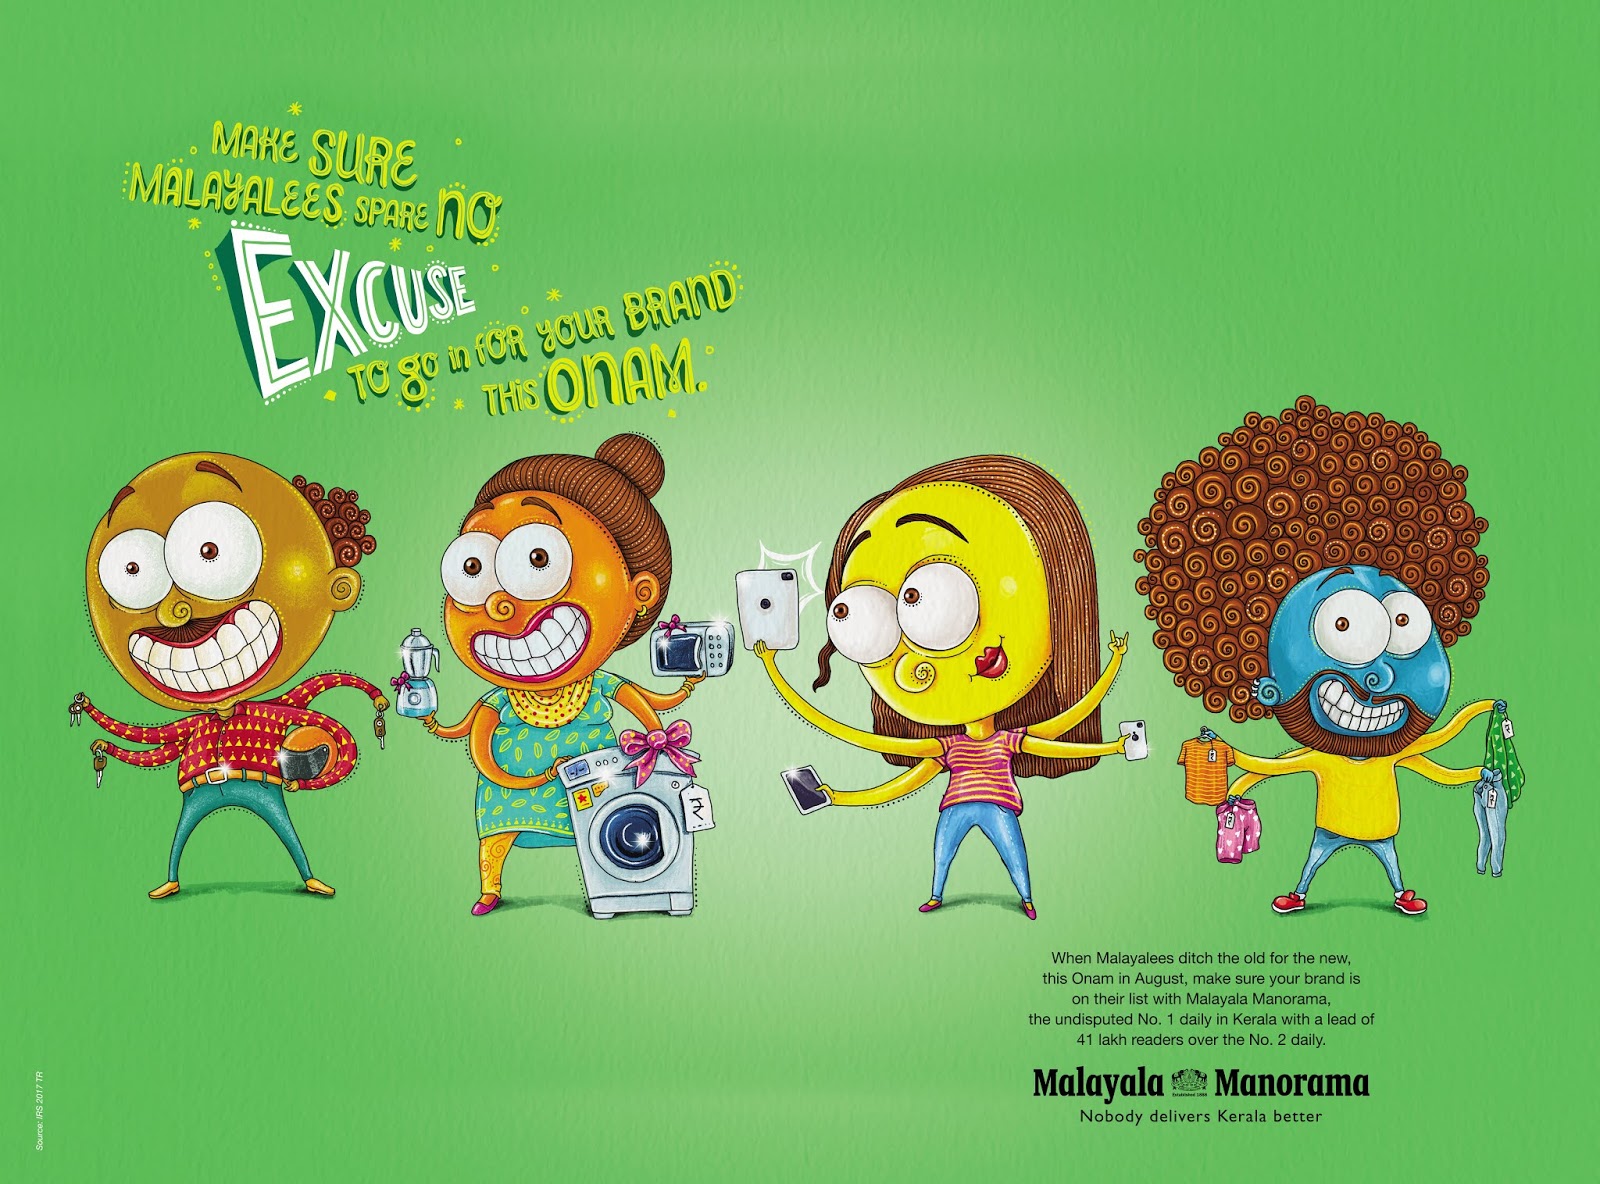 MAKE SURE
MALAYALEES SPARE NO
EXCUSE
TO go in fOR YOUR BRAND
THiS ONAM.
When Malayalees ditch the old for the new,
this Onam in August, make sure your brand is
on their list with Malayala Manorama,
the undisputed No. 1 daily in Kerala with a lead of
41 lakh readers over the No. 2 daily.
Malayala Manorama
Established 1888
Nobody delivers Kerala better
Source: IRS 2017 TR